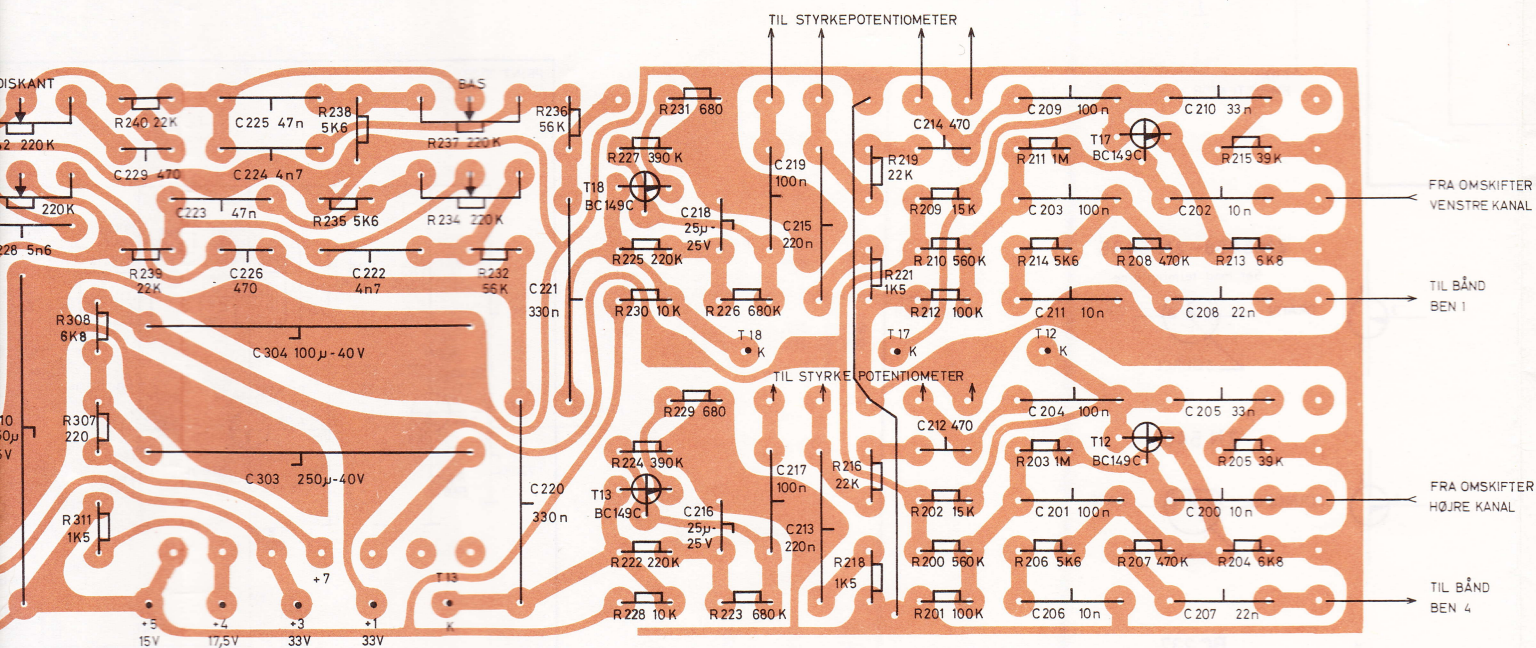 TIL STYRKEPOTENTIOMETER
DISKANT
BAS
R240 22K
C225 47n
R238
5K6
R236
56K
R231 680
C209 100n
C210 33n
220K
C229 470
C224 4n7
R237 220K
R227 390K
C219
100n
C214 470
R219
22K
R211 1M
T17
BC149C
R215 39K
T18
BC149C
220K
C223 47n
R235 5K6
R234 220K
C218
25µ-
25V
C215
220n
R209 15K
C203 100n
C202 10n
FRA OMSKIFTER
VENSTRE KANAL
228 5n6
R239
22K
C226
470
C222
4n7
R232
56K
R225 220K
R221
1K5
R210 560K
R214 5K6
R208 470K
R213 6K8
C221
330n
R230 10K
R226 680K
R212 100K
C211 10n
C208 22n
TIL BÅND
BEN 1
R308
6K8
C304 100µ-40V
T18
K
T17
K
T12
K
TIL STYRKEPOTENTIOMETER
R307
220
R229 680
C212 470
C204 100n
C205 33n
C303 250µ-40V
R224 390K
C217
100n
R216
22K
R203 1M
T12
BC149C
R205 39K
C220
330n
T13
BC149C
C216
25µ-
25V
C213
220n
R202 15K
C201 100n
C200 10n
FRA OMSKIFTER
HØJRE KANAL
R311
1K5
R222 220K
R218
1K5
R200 560K
R206 5K6
R207 470K
R204 6K8
+7
T13
K
R228 10K
R223 680K
R201 100K
C206 10n
C207 22n
TIL BÅND
BEN 4
+5
15V
+4
17,5V
+3
33V
+1
33V